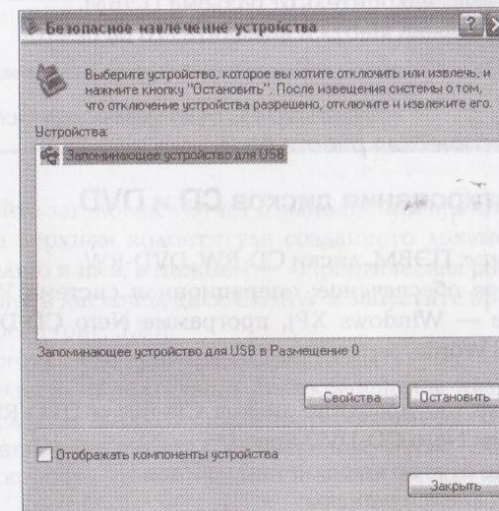 Безопасное извлечение устройства
Выберите устройство, которое вы хотите отключить или извлечь, и
нажмите кнопку "Остановить". После извещения системы о том,
что отключение устройства разрешено, отключите и извлеките его.
Устройства:
Запоминающее устройство для USB
Запоминающее устройство для USB в Размещение 0
Свойства
Остановить
Отображать компоненты устройства
Закрыть